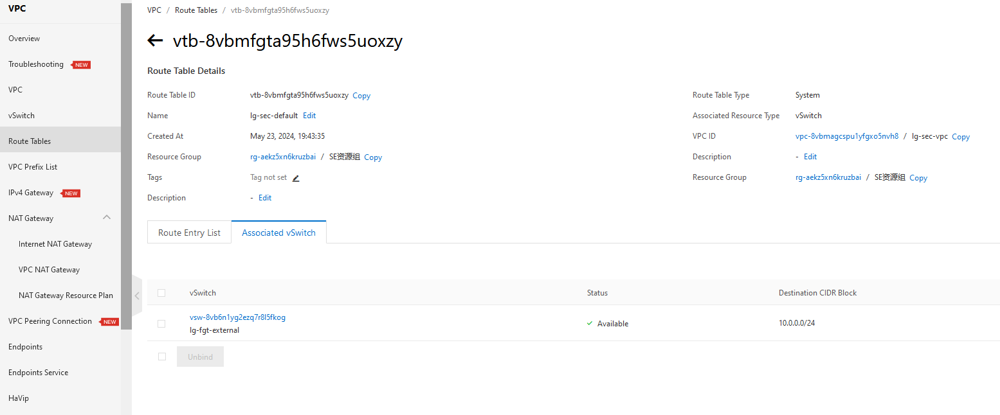 VPC
Overview
Troubleshooting NEW
VPC
vSwitch
Route Tables
VPC Prefix List
IPv4 Gateway NEW
NAT Gateway
Internet NAT Gateway
VPC NAT Gateway
NAT Gateway Resource Plan
VPC Peering Connection NEW
Endpoints
Endpoints Service
HaVip
VPC / Route Tables / vtb-8vbmfgta95h6fws5uoxzy
vtb-8vbmfgta95h6fws5uoxzy
Route Table Details
Route Table ID vtb-8vbmfgta95h6fws5uoxzy Copy
Route Table Type System
Name lg-sec-default Edit
Associated Resource Type vSwitch
Created At May 23, 2024, 19:43:35
VPC ID vpc-8vbmagcspu1yfgxo5nvh8 / lg-sec-vpc Copy
Resource Group rg-aekz5xn6kruzbai / SE资源组 Copy
Description - Edit
Tags Tag not set
Resource Group rg-aekz5xn6kruzbai / SE资源组 Copy
Description - Edit
Route Entry List Associated vSwitch
vSwitch Status Destination CIDR Block
vsw-8vb6n1yg2ezq7r8l5fkog
lg-fgt-external
Available
10.0.0.0/24
Unbind